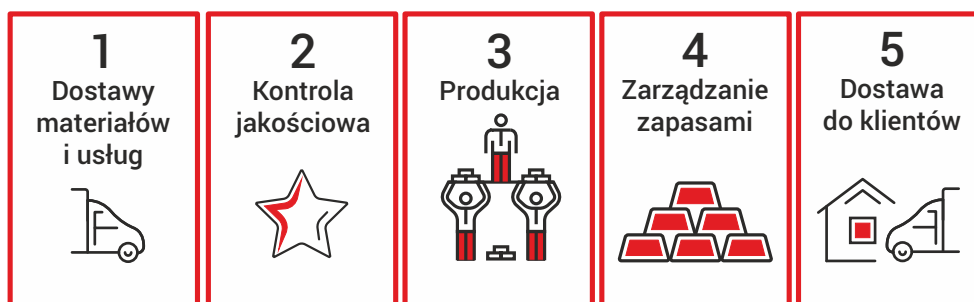 1
Dostawy
materiałów
i usług
2
Kontrola
jakościowa
3
Produkcja
4
Zarządzanie
zapasami
5
Dostawa
do klientów